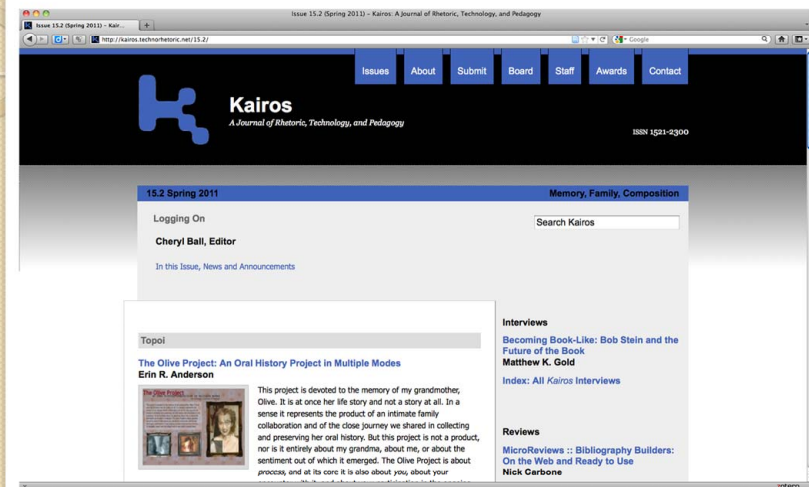 Issue 15.2 (Spring 2011) – Kairos: A Journal of Rhetoric, Technology, and Pedagogy
Issue 15.2 (Spring 2011) – Kair...
http://kairos.technorhetoric.net/15.2/
Google
Issues
About
Submit
Board
Staff
Awards
Contact
Kairos
A Journal of Rhetoric, Technology, and Pedagogy
ISSN 1521-2300
15.2 Spring 2011
Memory, Family, Composition
Logging On
Search Kairos
Cheryl Ball, Editor
In this Issue, News and Announcements
Topoi
The Olive Project: An Oral History Project in Multiple Modes
Erin R. Anderson
The Olive Project
This project is devoted to the memory of my grandmother,
Olive. It is at once her life story and not a story at all. In a
sense it represents the product of an intimate family
collaboration and of the close journey we shared in collecting
and preserving her oral history. But this project is not a product,
nor is it entirely about my grandma, about me, or about the
sentiment out of which it emerged. The Olive Project is about
process, and at its core it is also about you, about your
Interviews
Becoming Book-Like: Bob Stein and the
Future of the Book
Matthew K. Gold
Index: All Kairos Interviews
Reviews
MicroReviews :: Bibliography Builders:
On the Web and Ready to Use
Nick Carbone
zotero